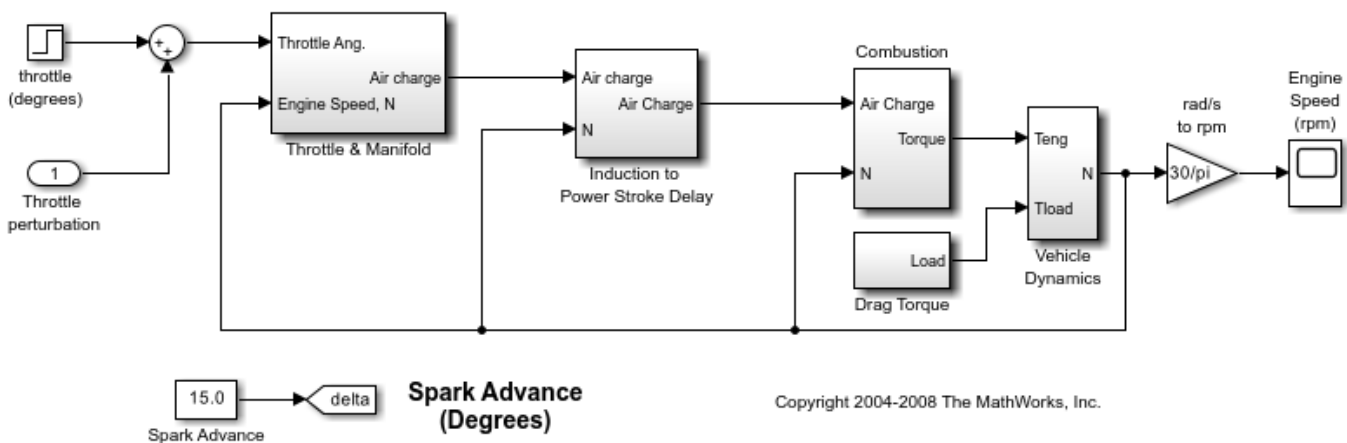 throttle
(degrees)
+
+
1
Throttle
perturbation
Throttle Ang.
Air charge
Engine Speed, N
Throttle & Manifold
Air charge
Air Charge
N
Induction to
Power Stroke Delay
Combustion
Air Charge
Torque
N
Load
Drag Torque
Teng
N
Tload
Vehicle
Dynamics
rad/s
to rpm
30/pi
Engine
Speed
(rpm)
15.0
Spark Advance
delta
Spark Advance
(Degrees)
Copyright 2004-2008 The MathWorks, Inc.